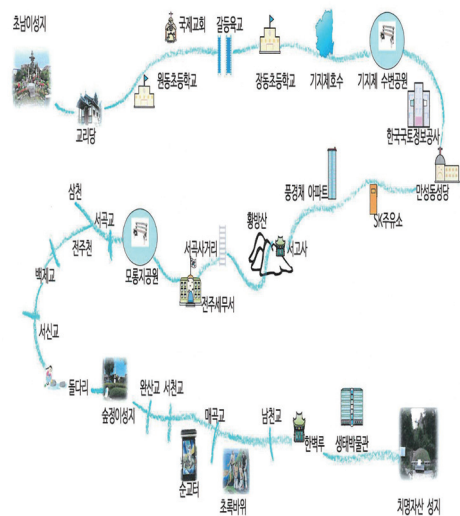 초남이성지
교리당
원동초등학교
국제교회
갈등육교
장동초등학교
기지제호수
기지제 수변공원
한국국토정보공사
만성동성당
SK주유소
풍경채 아파트
서고사
황방산
서곡사거리
전주세무서
모롱지공원
서곡교
삼천
전주천
백제교
서신교
돌다리
숲정이성지
완산교
서천교
매곡교
순교터
초록바위
남천교
한벽루
생태박물관
치명자산 성지